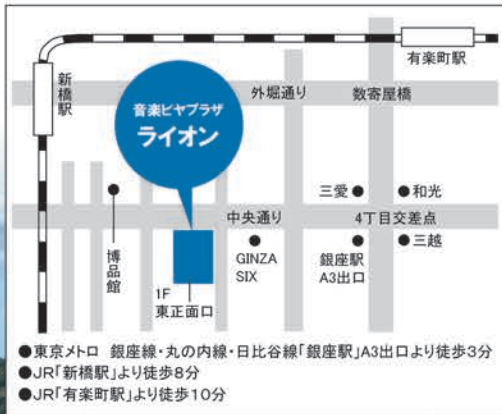 有楽町駅
新橋駅
外堀通り
数寄屋橋
音楽ビヤプラザ
ライオン
三愛●
●和光
中央通り
4丁目交差点
博品館
GINZA
SIX
銀座駅
A3出口
●三越
1F
東正面口
●東京メトロ 銀座線・丸の内線・日比谷線「銀座駅」A3出口より徒歩3分
●JR「新橋駅」より徒歩8分
●JR「有楽町駅」より徒歩10分